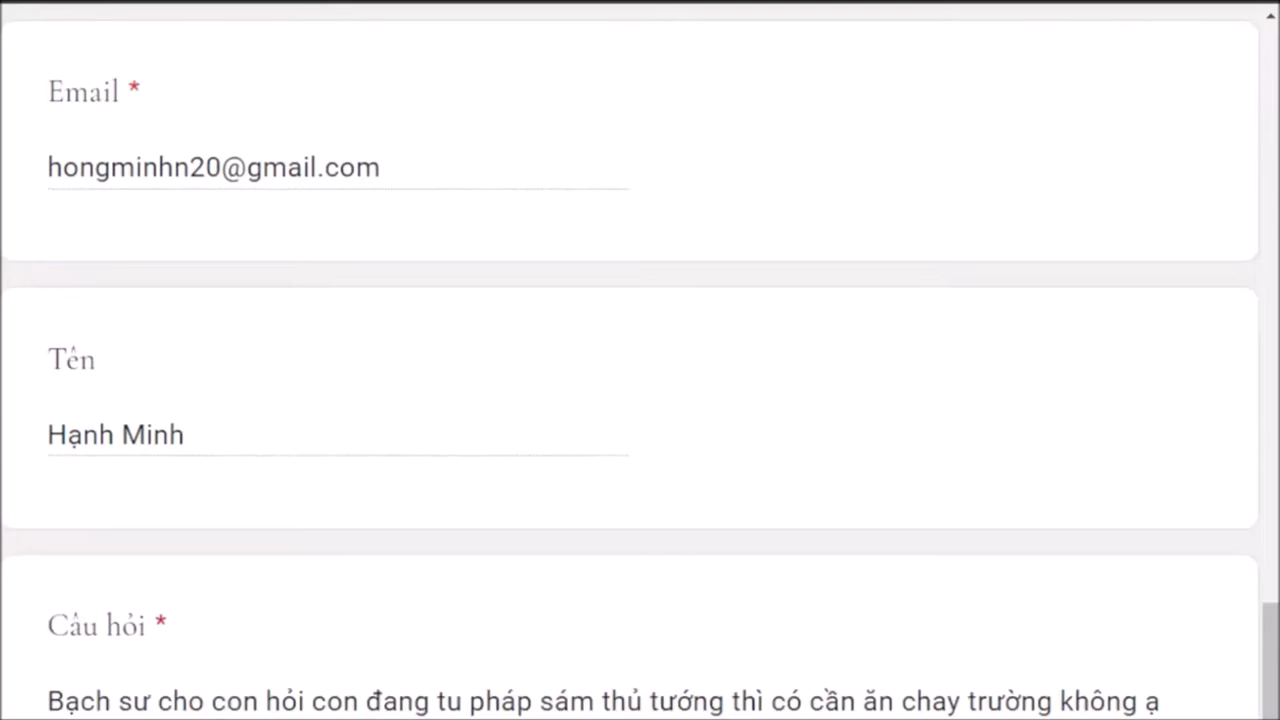 Email *
hongminhn20@gmail.com
Tên
Hạnh Minh
Câu hỏi *
Bạch sư cho con hỏi con đang tu pháp sám thủ tướng thì có cần ăn chay trường không ạ